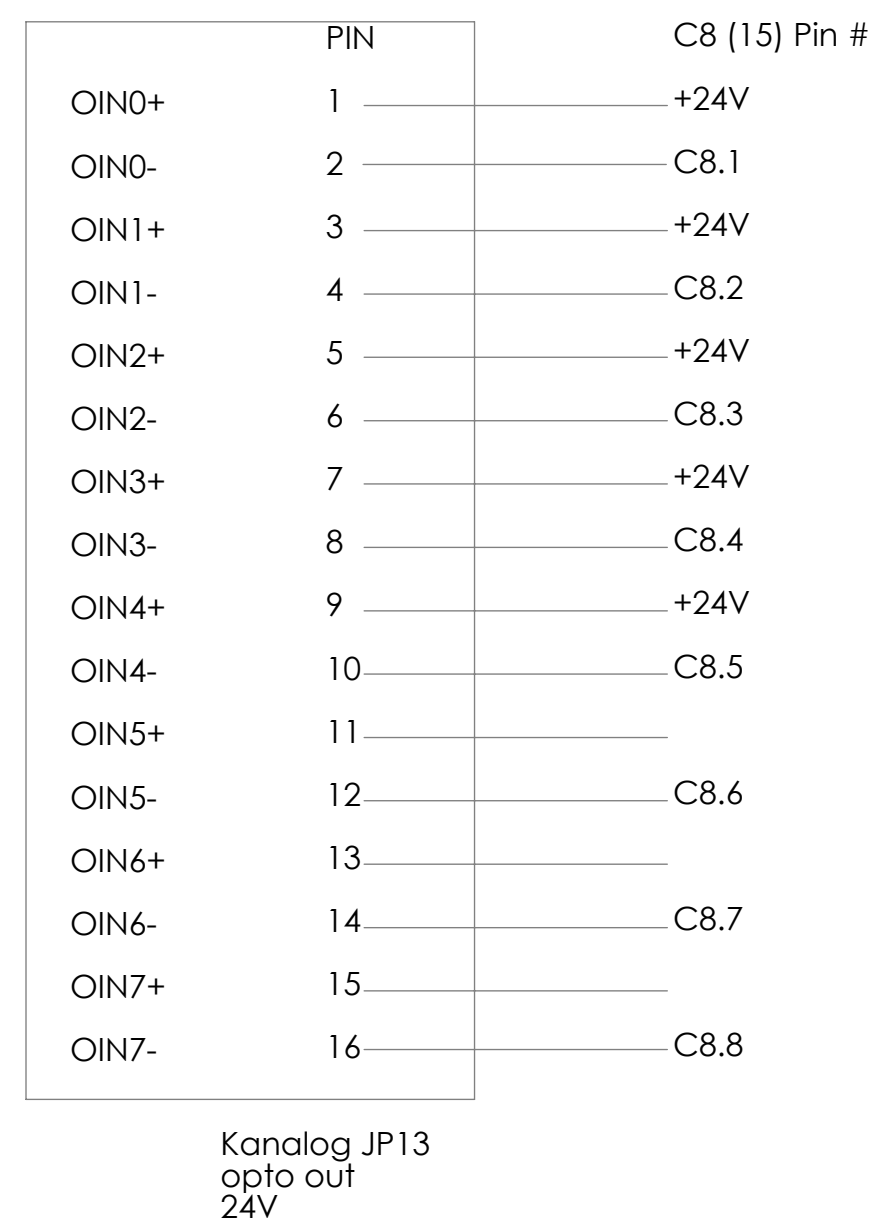 PIN C8 (15) Pin #
OIN0+ 1 +24V
OIN0- 2 C8.1
OIN1+ 3 +24V
OIN1- 4 C8.2
OIN2+ 5 +24V
OIN2- 6 C8.3
OIN3+ 7 +24V
OIN3- 8 C8.4
OIN4+ 9 +24V
OIN4- 10 C8.5
OIN5+ 11
OIN5- 12 C8.6
OIN6+ 13
OIN6- 14 C8.7
OIN7+ 15
OIN7- 16 C8.8
Kanalog JP13
opto out
24V